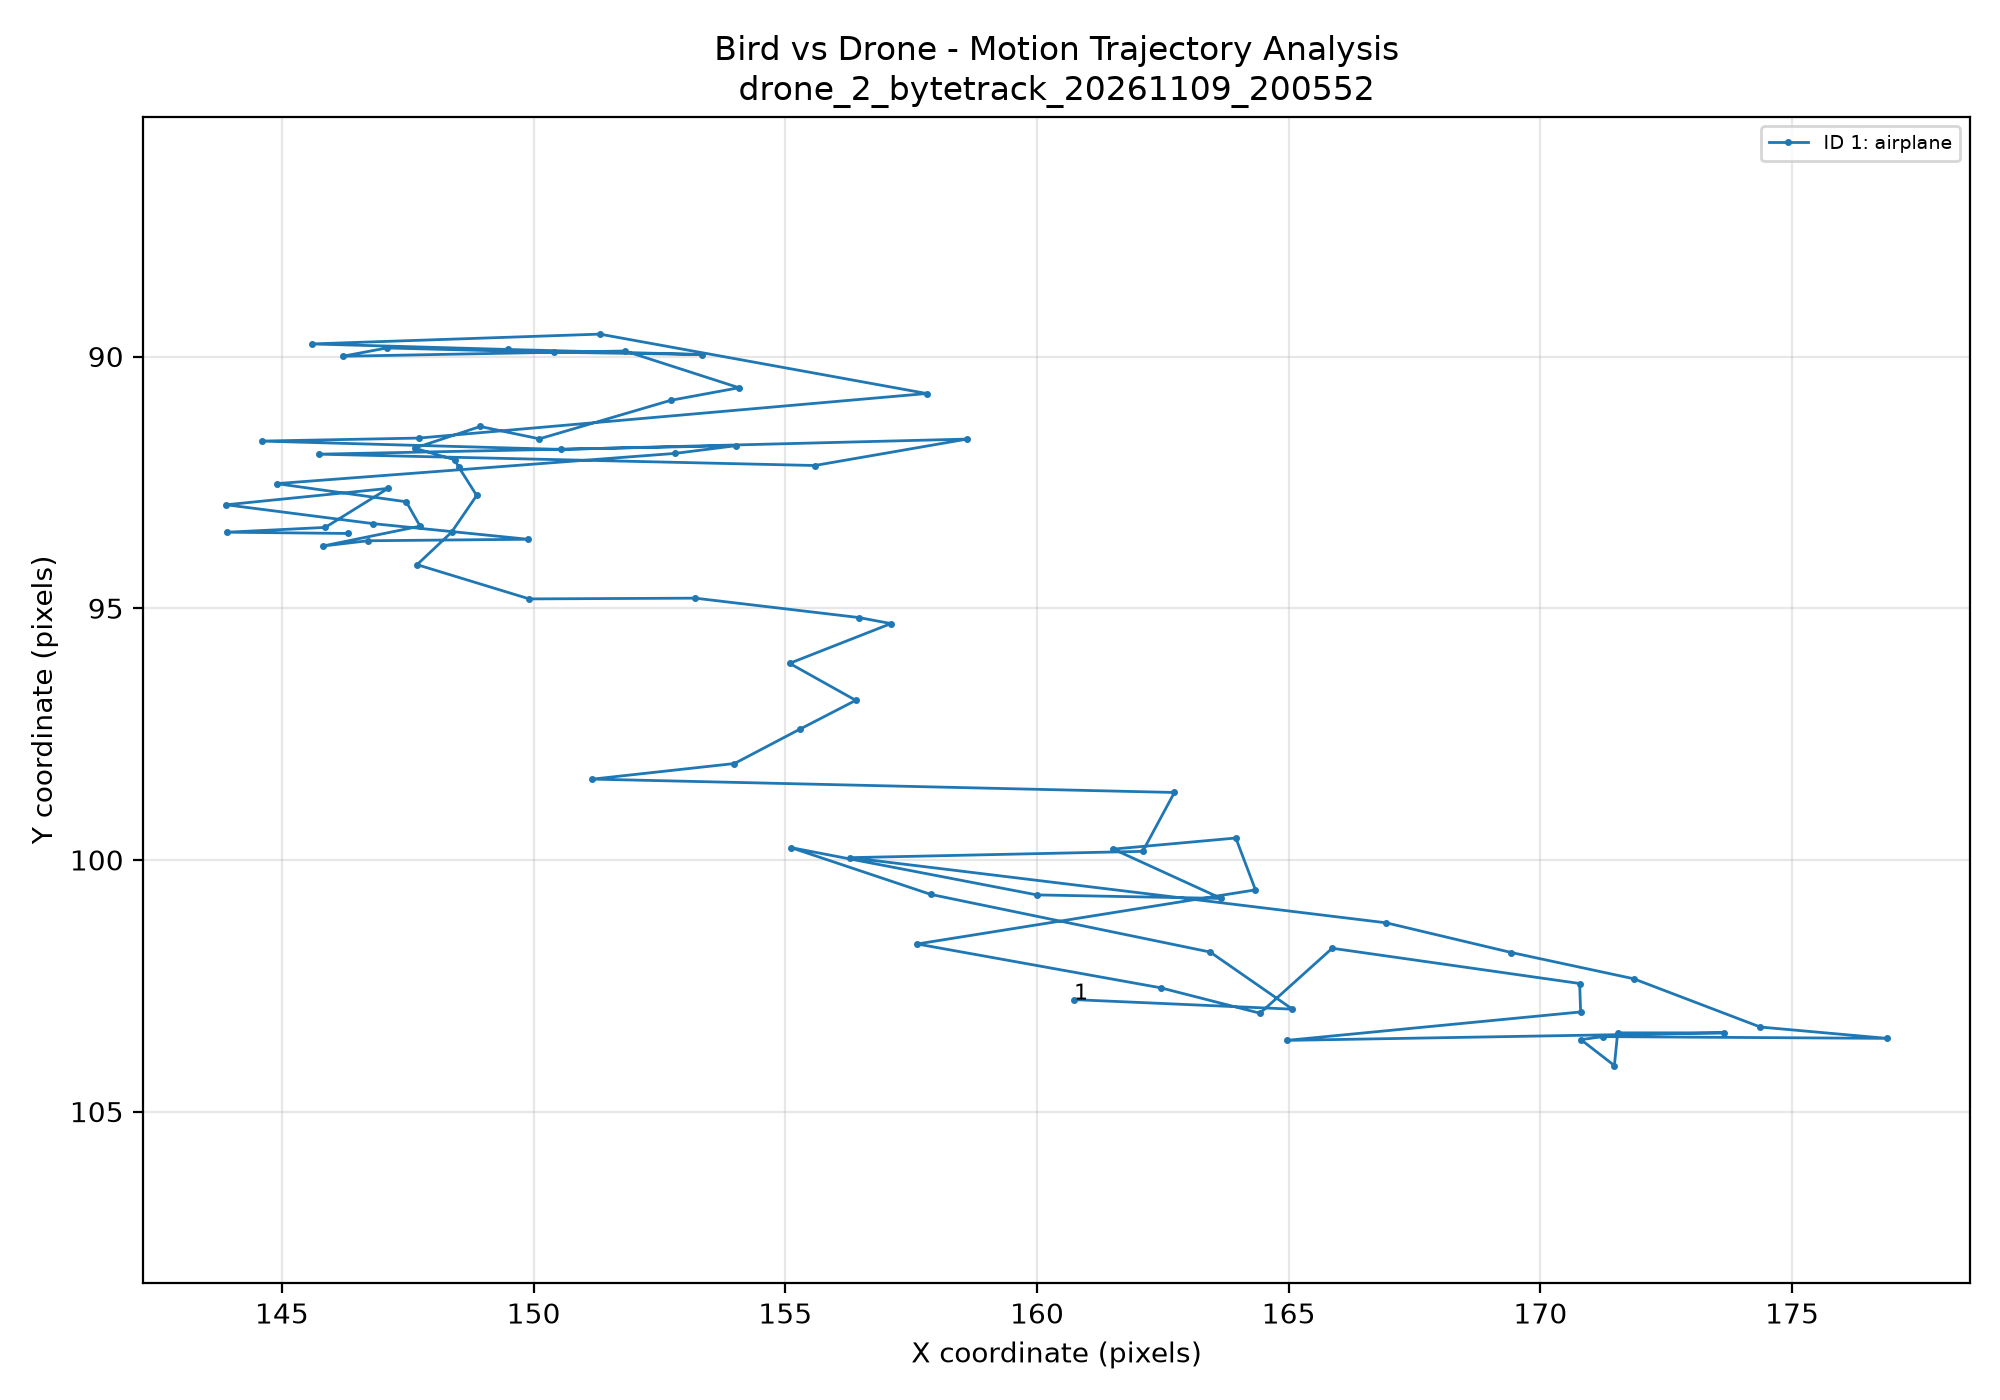 Bird vs Drone - Motion Trajectory Analysis
drone_2_bytetrack_20261109_200552
ID 1: airplane
90
95
100
105
Y coordinate (pixels)
1
145
150
155
160
165
170
175
X coordinate (pixels)